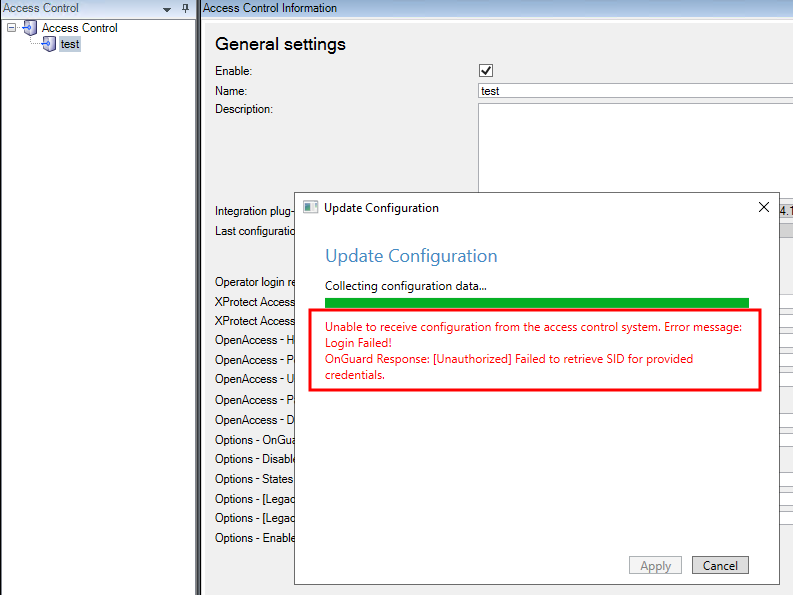 Access Control
Access Control
test
Access Control Information
General settings
Enable:
Name:
test
Description:
Integration plug-
4.1
Last configuratio
Operator login re
XProtect Access
XProtect Access
OpenAccess - H
OpenAccess - P
OpenAccess - U
OpenAccess - P
OpenAccess - D
Options - OnGua
Options - Disable
Options - States
Options - [Legac
Options - [Legac
Options - Enable
Update Configuration
Update Configuration
Collecting configuration data...
Unable to receive configuration from the access control system. Error message:
Login Failed!
OnGuard Response: [Unauthorized] Failed to retrieve SID for provided
credentials.
Apply
Cancel